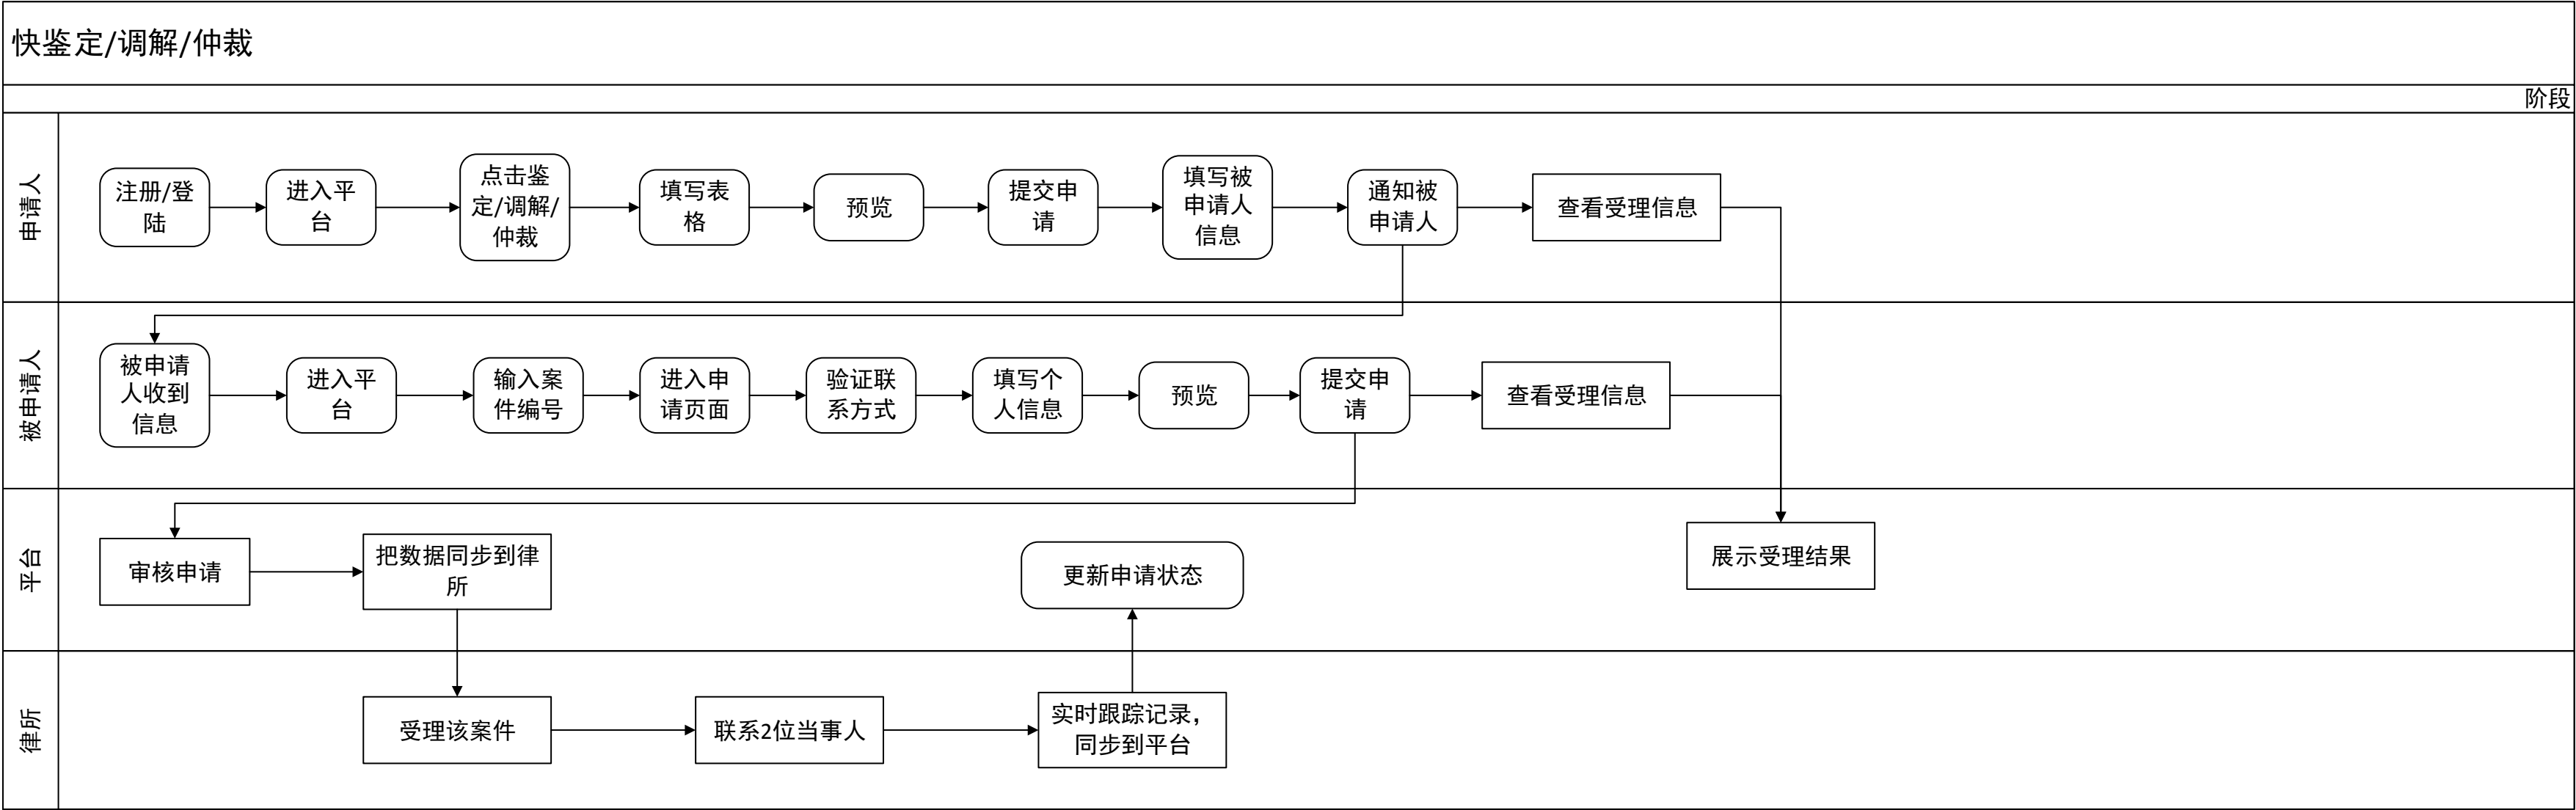 快鉴定/调解/仲裁
阶段
申请人
注册/登
陆
进入平
台
点击鉴
定/调解/
仲裁
填写表
格
预览
提交申
请
填写被
申请人
信息
通知被
申请人
查看受理信息
被申请人
被申请
人收到
信息
进入平
台
输入案
件编号
进入申
请页面
验证联
系方式
填写个
人信息
预览
提交申
请
查看受理信息
平台
审核申请
把数据同步到律
所
更新申请状态
展示受理结果
律所
受理该案件
联系2位当事人
实时跟踪记录，
同步到平台